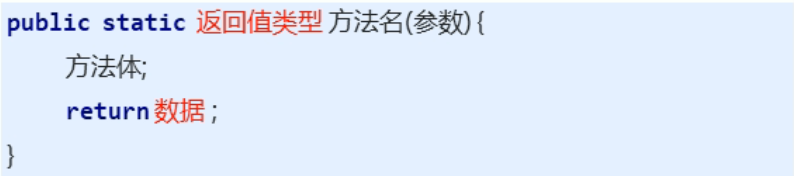 public static 返回值类型 方法名(参数) {
方法体;
return 数据 ;
}